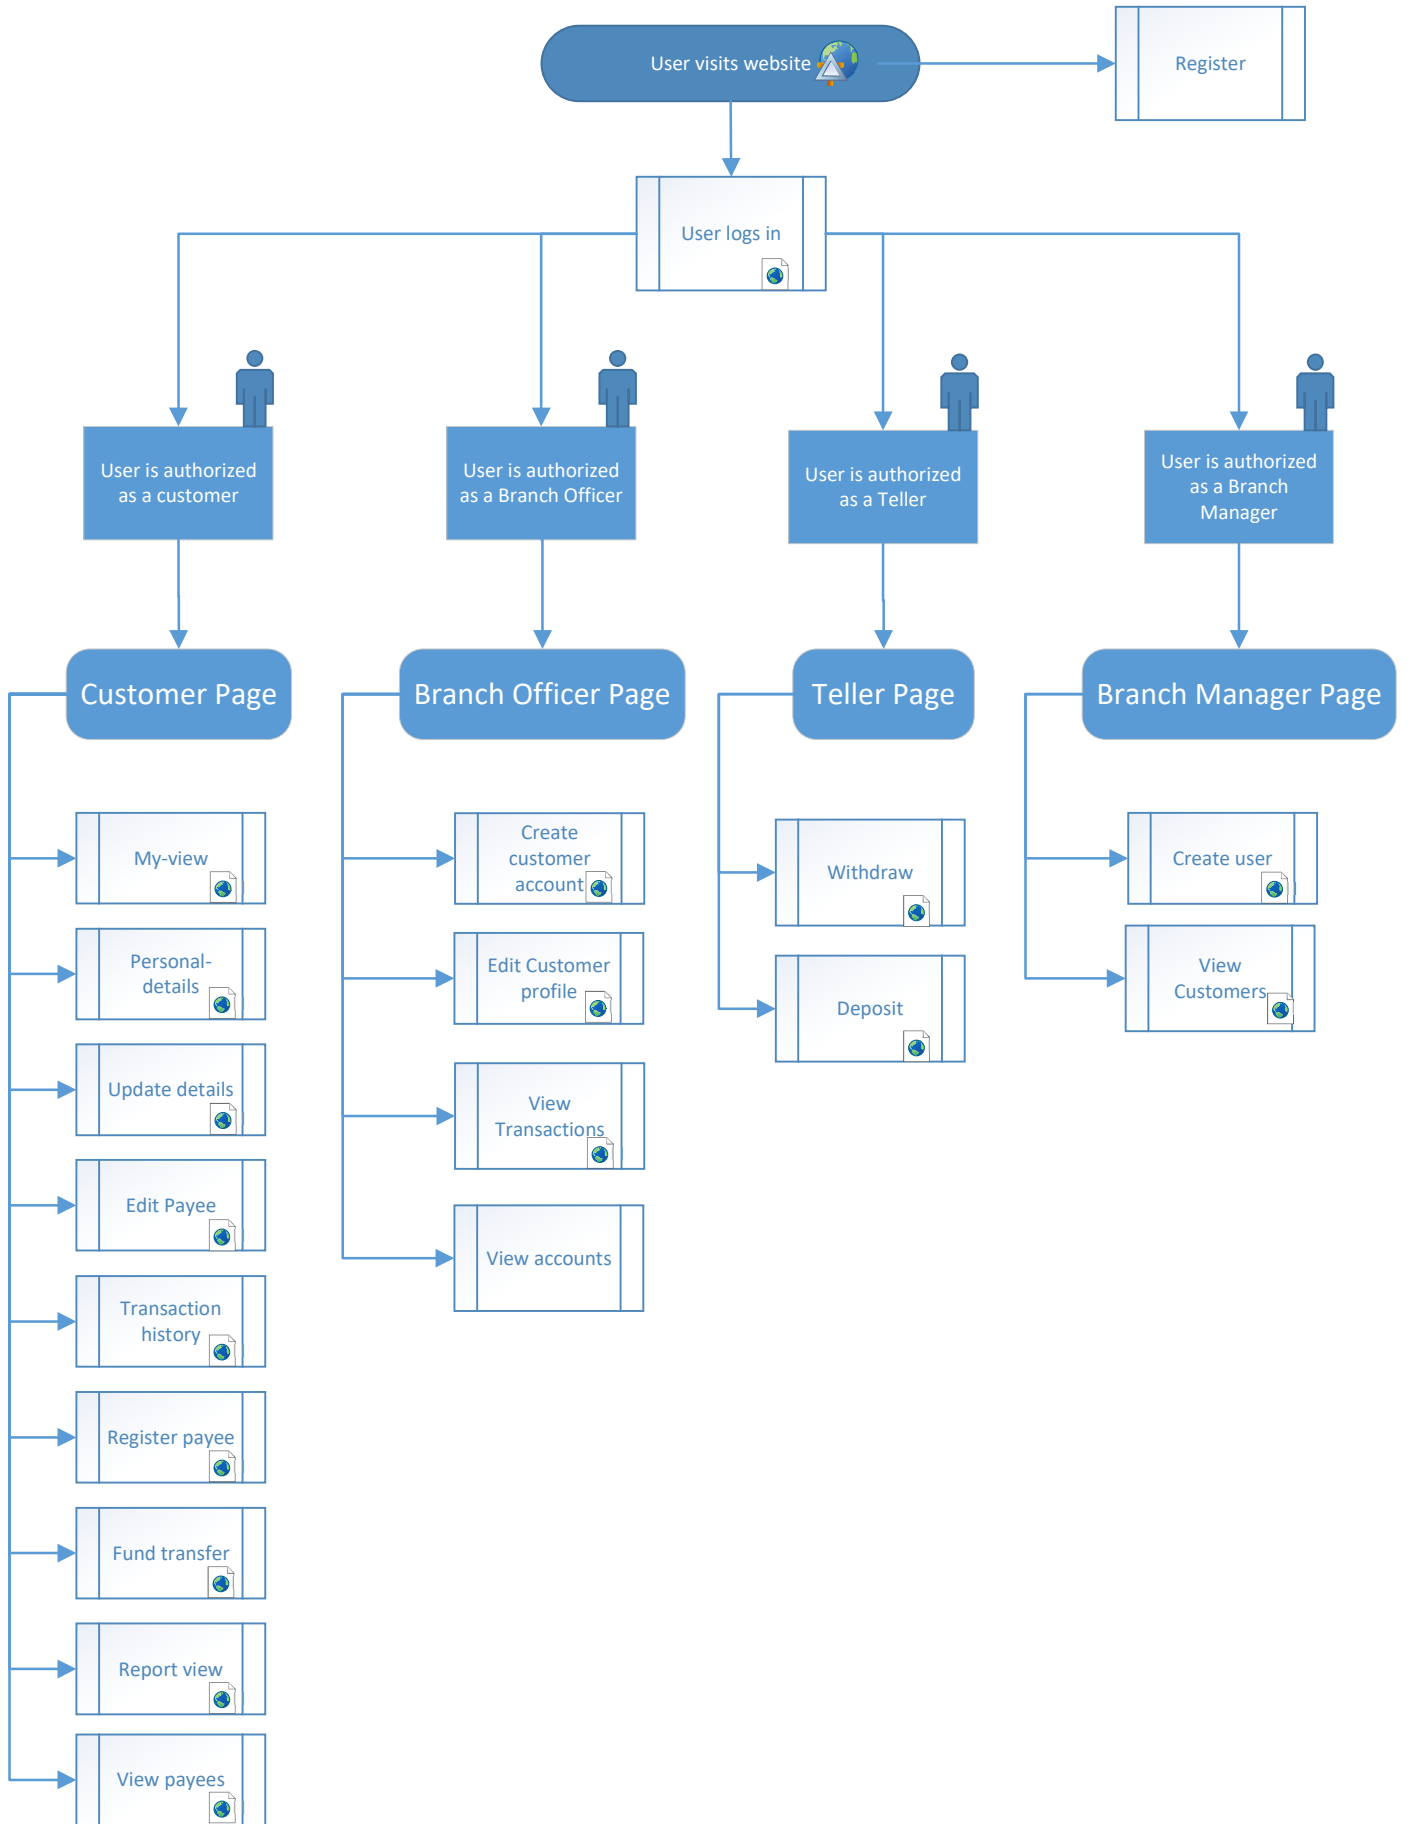 User visits website
Register
User logs in
User is authorized
as a customer
User is authorized
as a Branch Officer
User is authorized
as a Teller
User is authorized
as a Branch
Manager
Customer Page
Branch Officer Page
Teller Page
Branch Manager Page
My-view
Personal-
details
Update details
Edit Payee
Transaction
history
Register payee
Fund transfer
Report view
View payees
Create
customer
account
Edit Customer
profile
View
Transactions
View accounts
Withdraw
Deposit
Create user
View
Customers